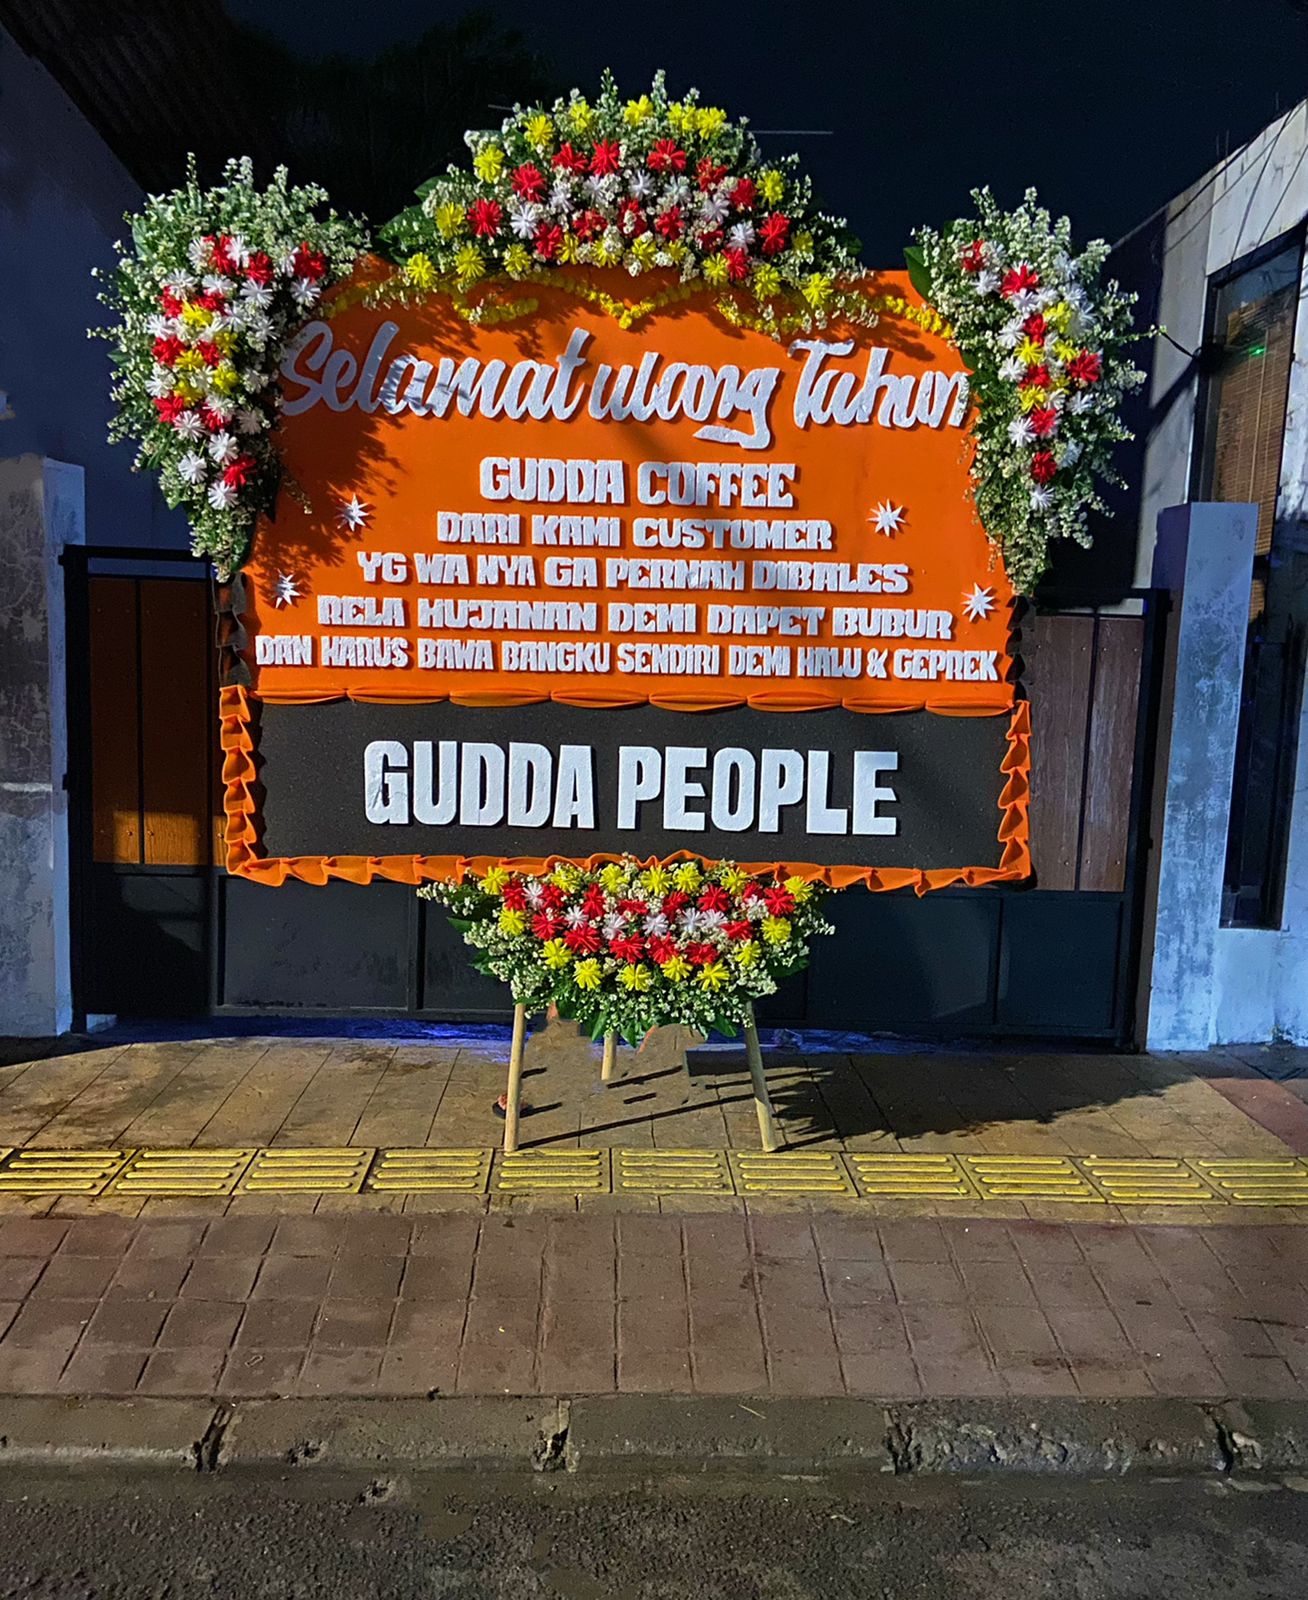 Selamat ulang Tahun
GUDDA COFFEE
DARI KAMI CUSTOMER
YG WA NYA GA PERNAH DIBALES
RELA HUJANAN DEMI DAPET BUBUR
DAN HARUS BAWA BANGKU SENDIRI DEMI HALU & GEPREK
GUDDA PEOPLE